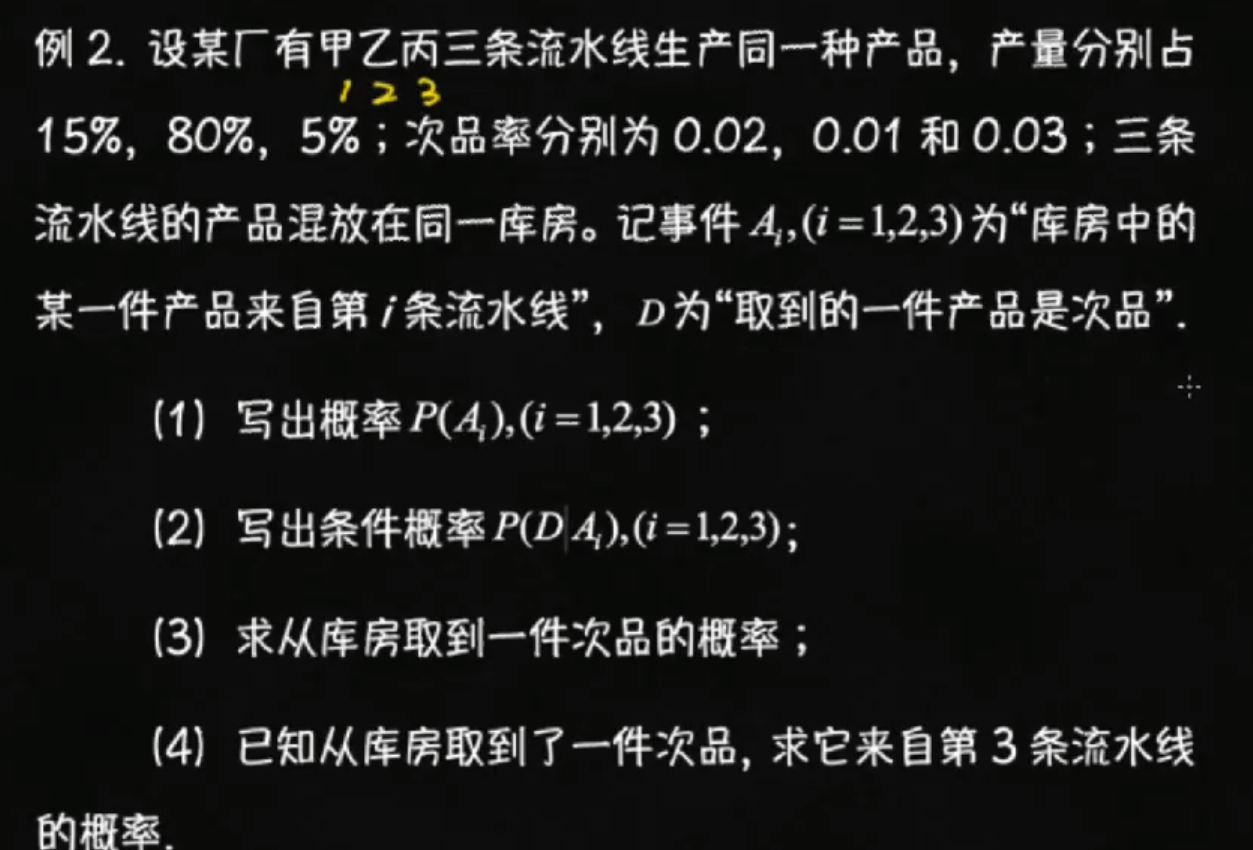 例 2. 设某厂有甲乙丙三条流水线生产同一种产品，产量分别占
1 2 3
15%，80%，5%；次品率分别为 0.02，0.01 和 0.03；三条
流水线的产品混放在同一库房。记事件 Aᵢ,(i=1,2,3)为“库房中的
某一件产品来自第 i 条流水线”，D 为“取到的一件产品是次品”.
(1) 写出概率 P(Aᵢ),(i=1,2,3)；
(2) 写出条件概率 P(D|Aᵢ),(i=1,2,3);
(3) 求从库房取到一件次品的概率；
(4) 已知从库房取到了一件次品, 求它来自第 3 条流水线
的概率.